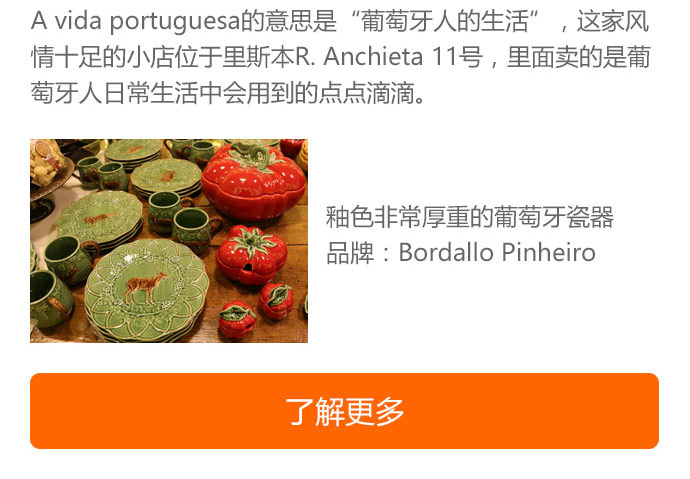 A vida portuguesa的意思是“葡萄牙人的生活”，这家风
情十足的小店位于里斯本R. Anchieta 11号，里面卖的是葡
萄牙人日常生活中会用到的点点滴滴。
釉色非常厚重的葡萄牙瓷器
品牌：Bordallo Pinheiro
了解更多